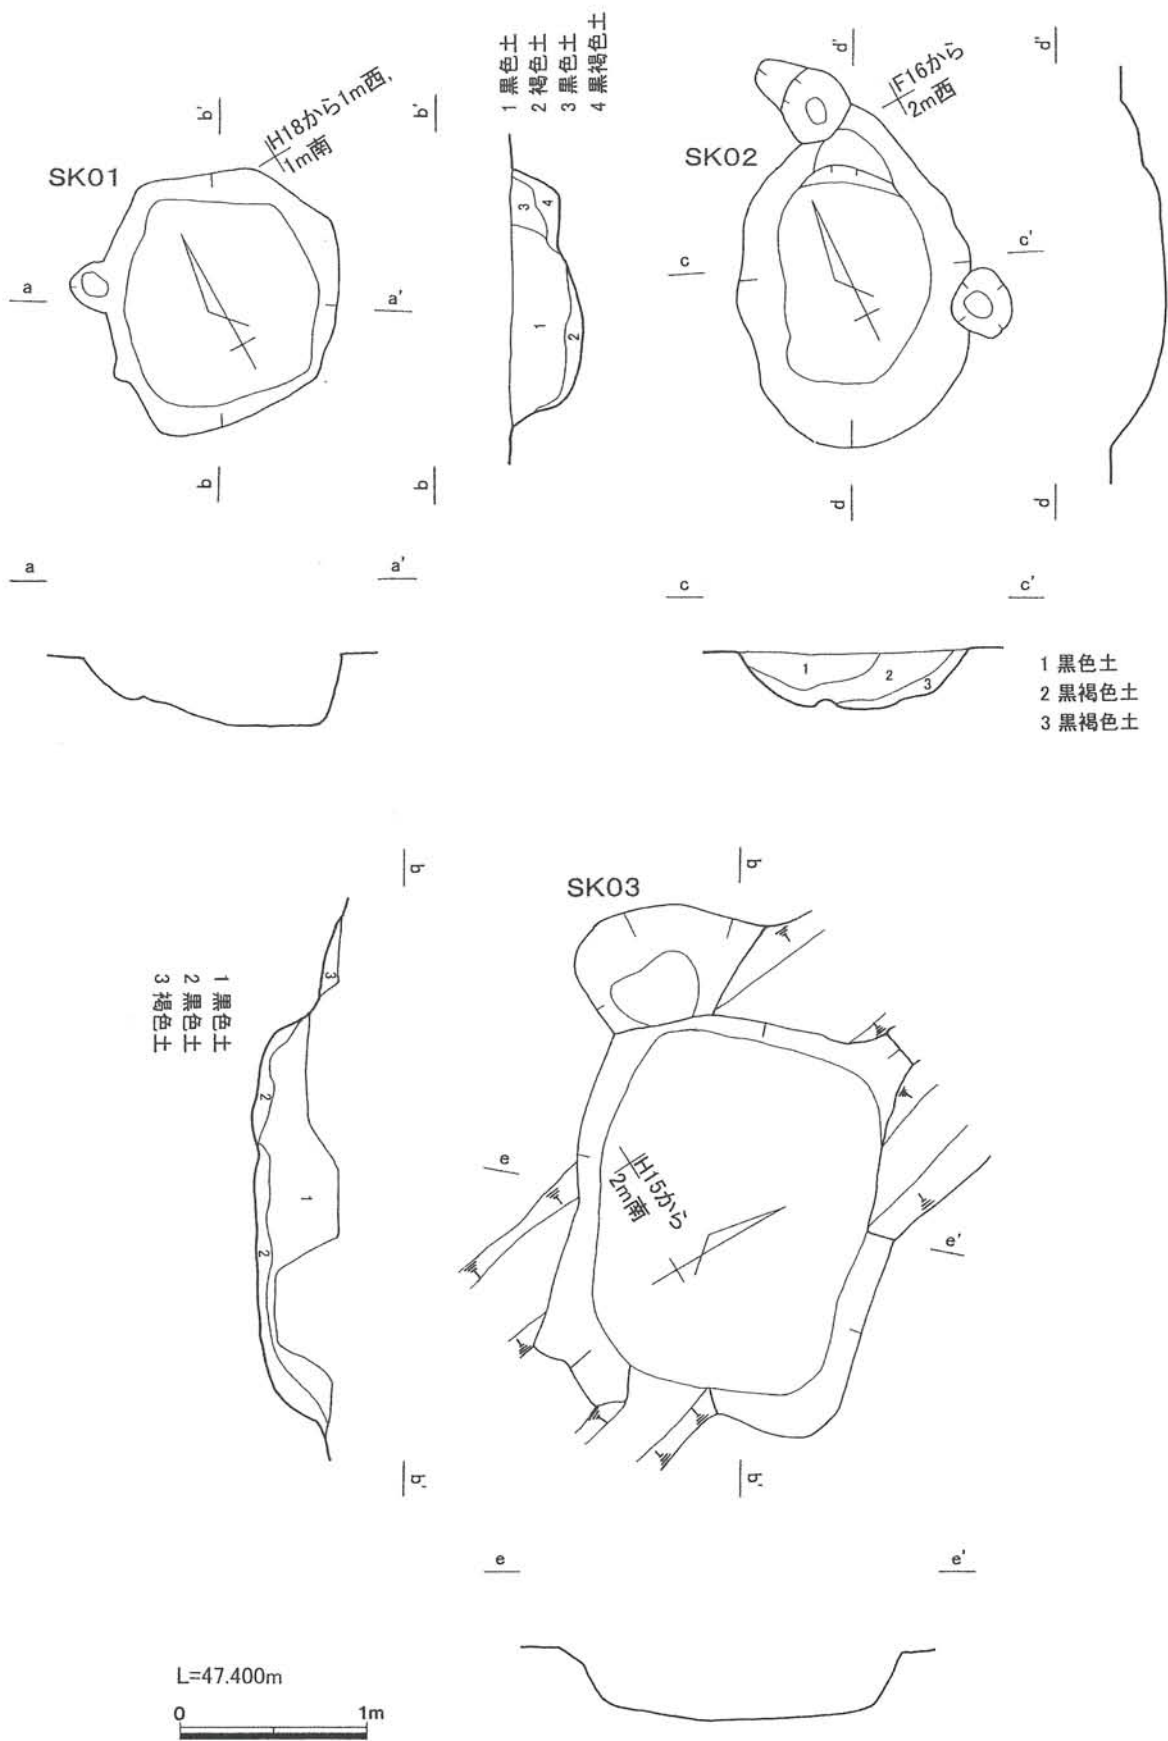 SK01
H18から1m西,
1m南
b'
b'
a
a'
b
b
1 黒色土
2 褐色土
3 黒色土
4 黒褐色土
3
4
1
2
SK02
F16から
2m西
d'
d'
c
c'
d
d
a
a'
c
c'
1
2
3
1 黒色土
2 黒褐色土
3 黒褐色土
SK03
b
b
1 黒色土
2 黒色土
3 褐色土
3
2
1
2
e
H15から
2m南
e'
b'
b'
e
e'
L=47.400m
0 1m